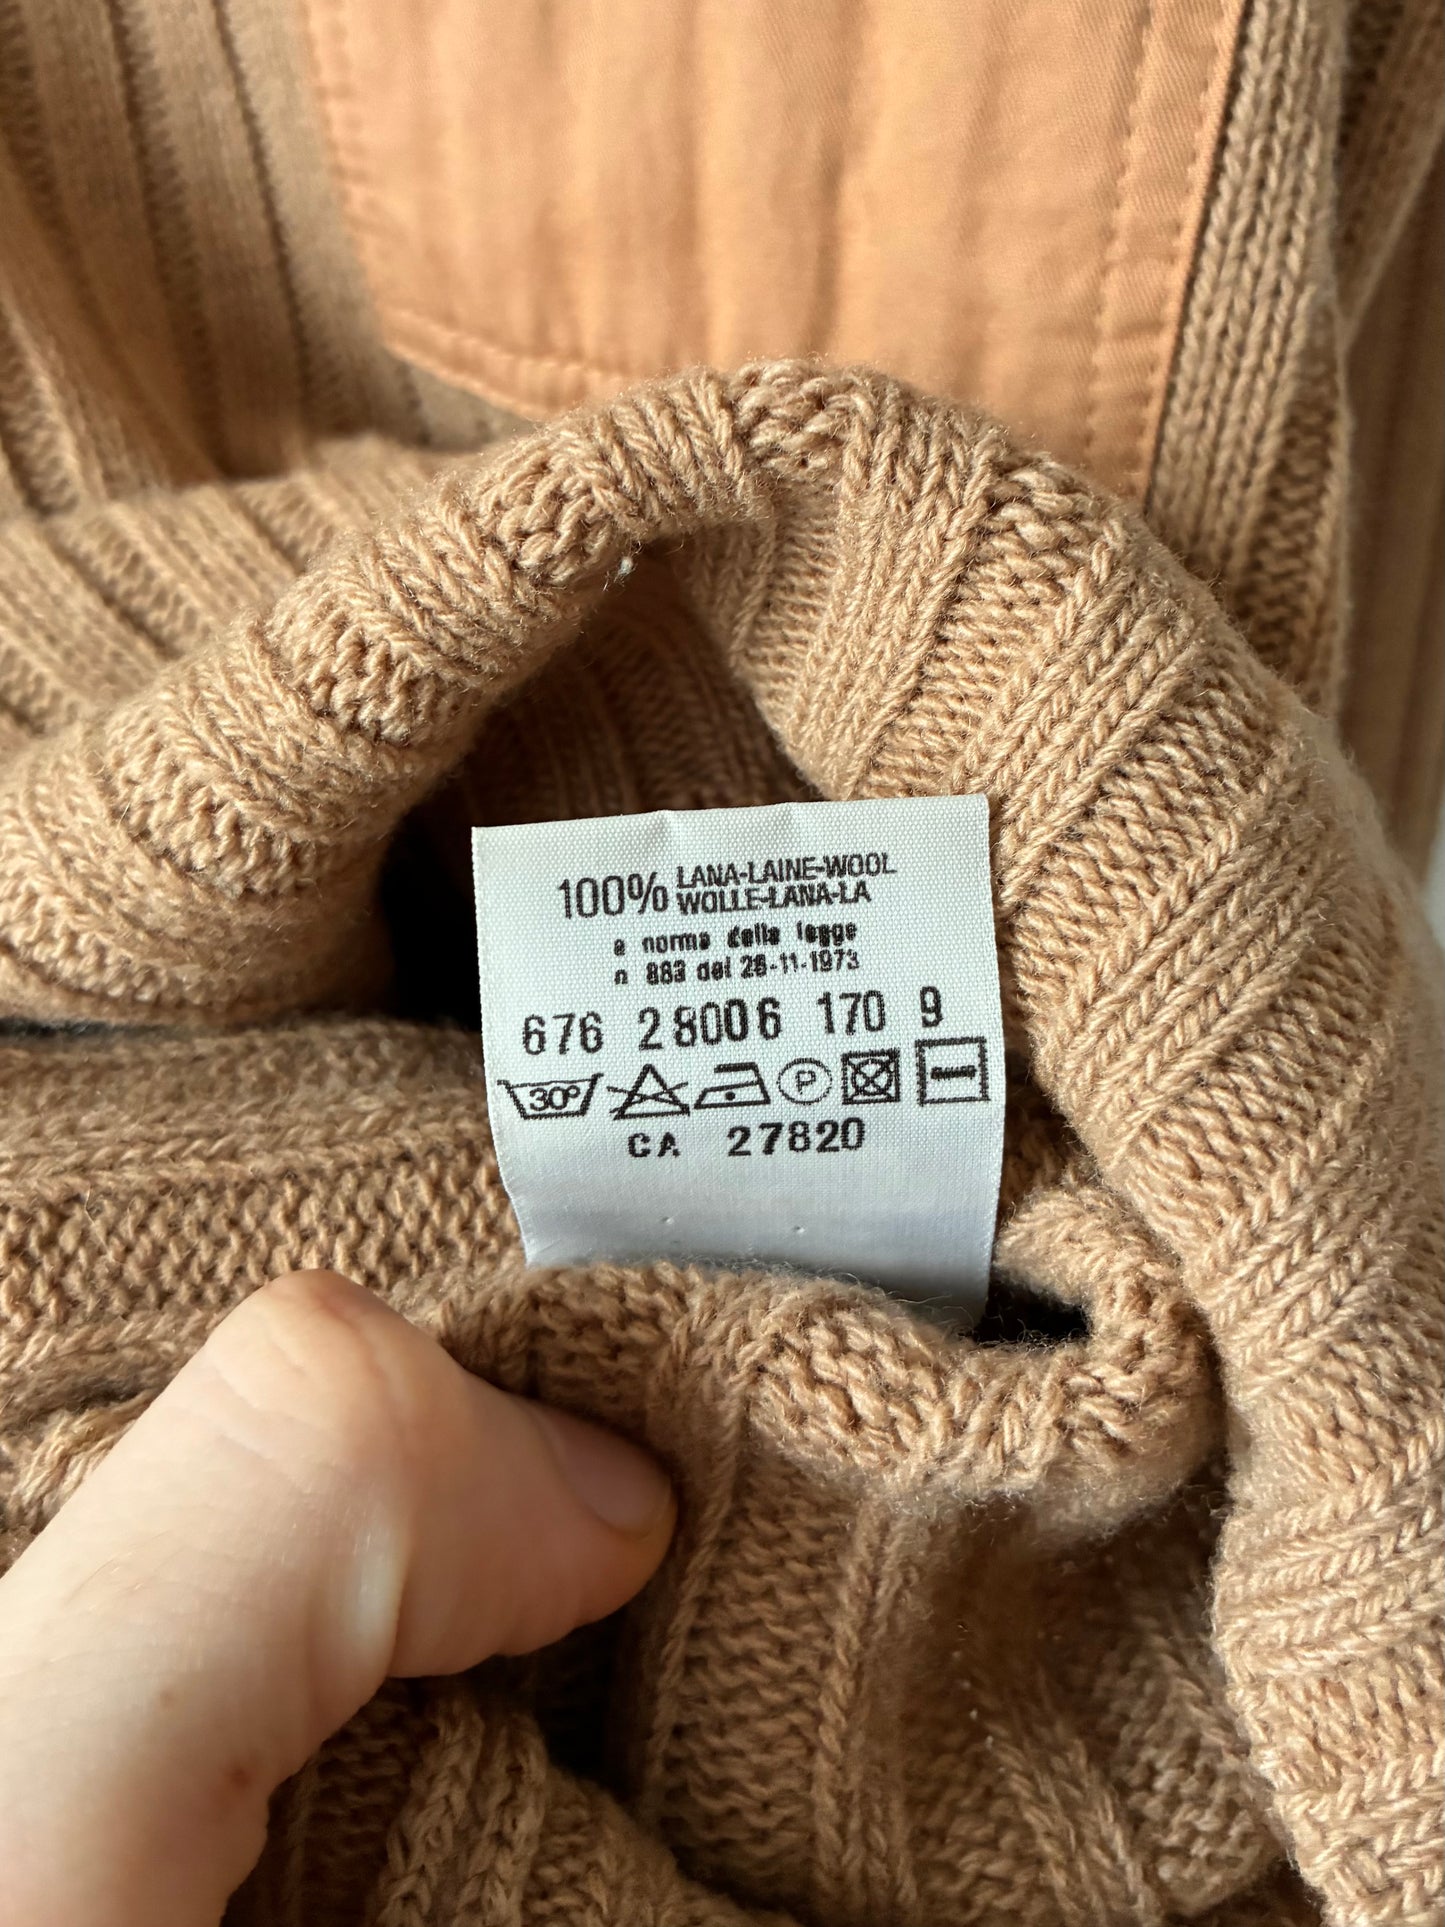 100% LANA-LAINE-WOOL
WOLLE-LANA-LA
a norma della legge
n 883 del 26-11-1973
676 28006 170 9
30° P
CA 27820